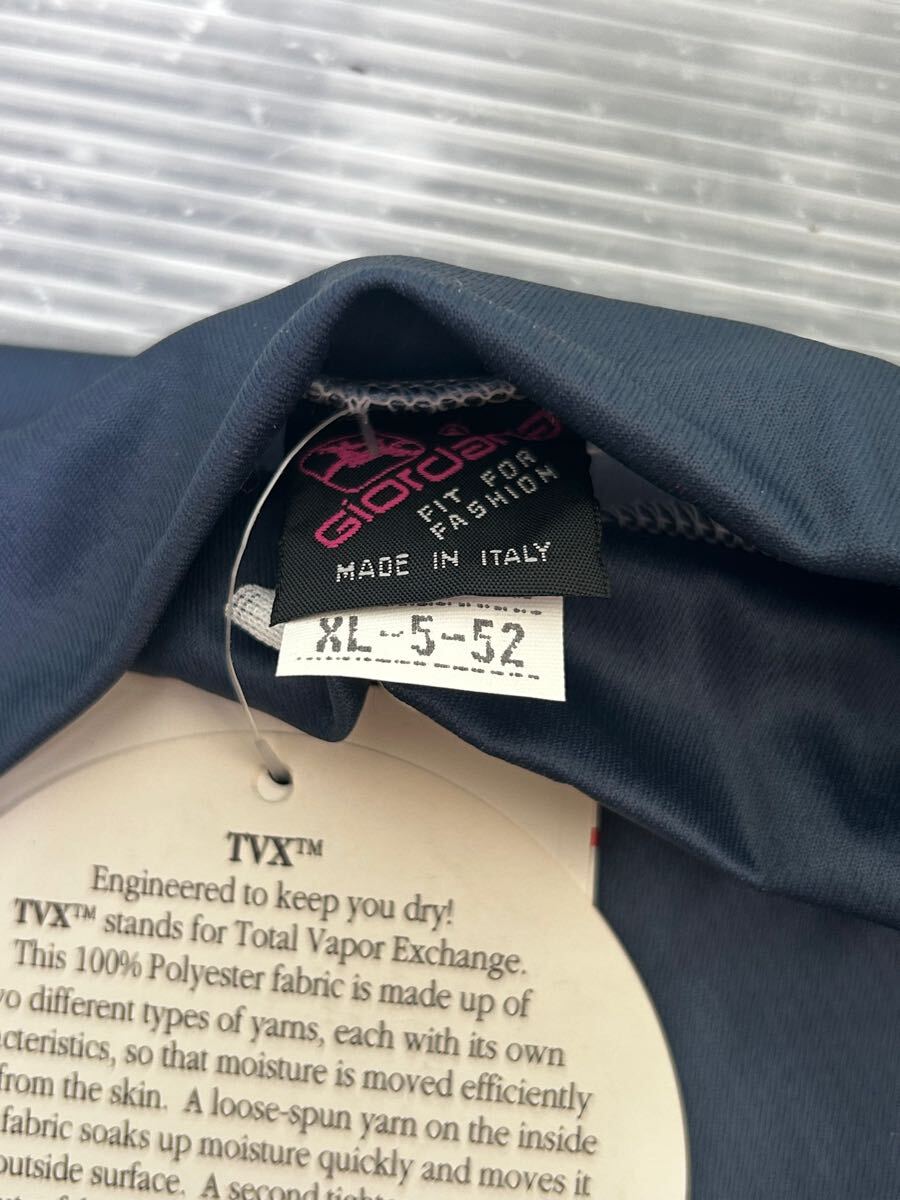 GIORDANA
FIT FOR
FASHION
MADE IN ITALY
XL-5-52
TVX™
Engineered to keep you dry!
TVX™ stands for Total Vapor Exchange.
This 100% Polyester fabric is made up of
different types of yarns, each with its own
so that moisture is moved efficiently
from the skin. A loose-spun yarn on the inside
fabric soaks up moisture quickly and moves it
outside surface. A second